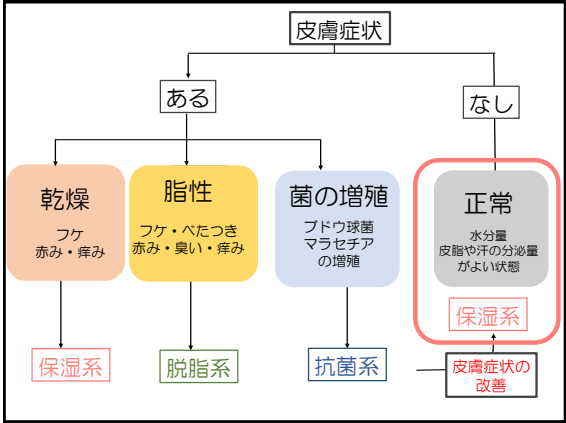 皮膚症状
ある
なし
乾燥
フケ
赤み・痒み
脂性
フケ・べたつき
赤み・臭い・痒み
菌の増殖
ブドウ球菌
マラセチア
の増殖
正常
水分量
皮脂や汗の分泌量
がよい状態
保湿系
脱脂系
抗菌系
保湿系
皮膚症状の
改善